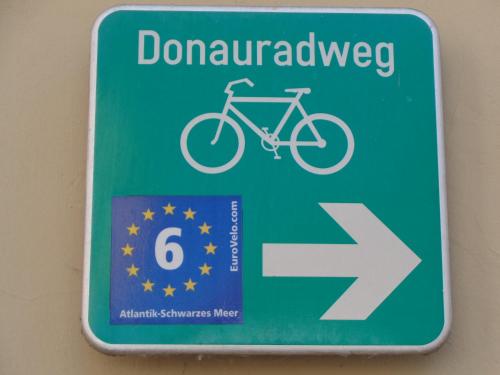 Donauradweg
6
EuroVelo.com
Atlantik-Schwarzes Meer